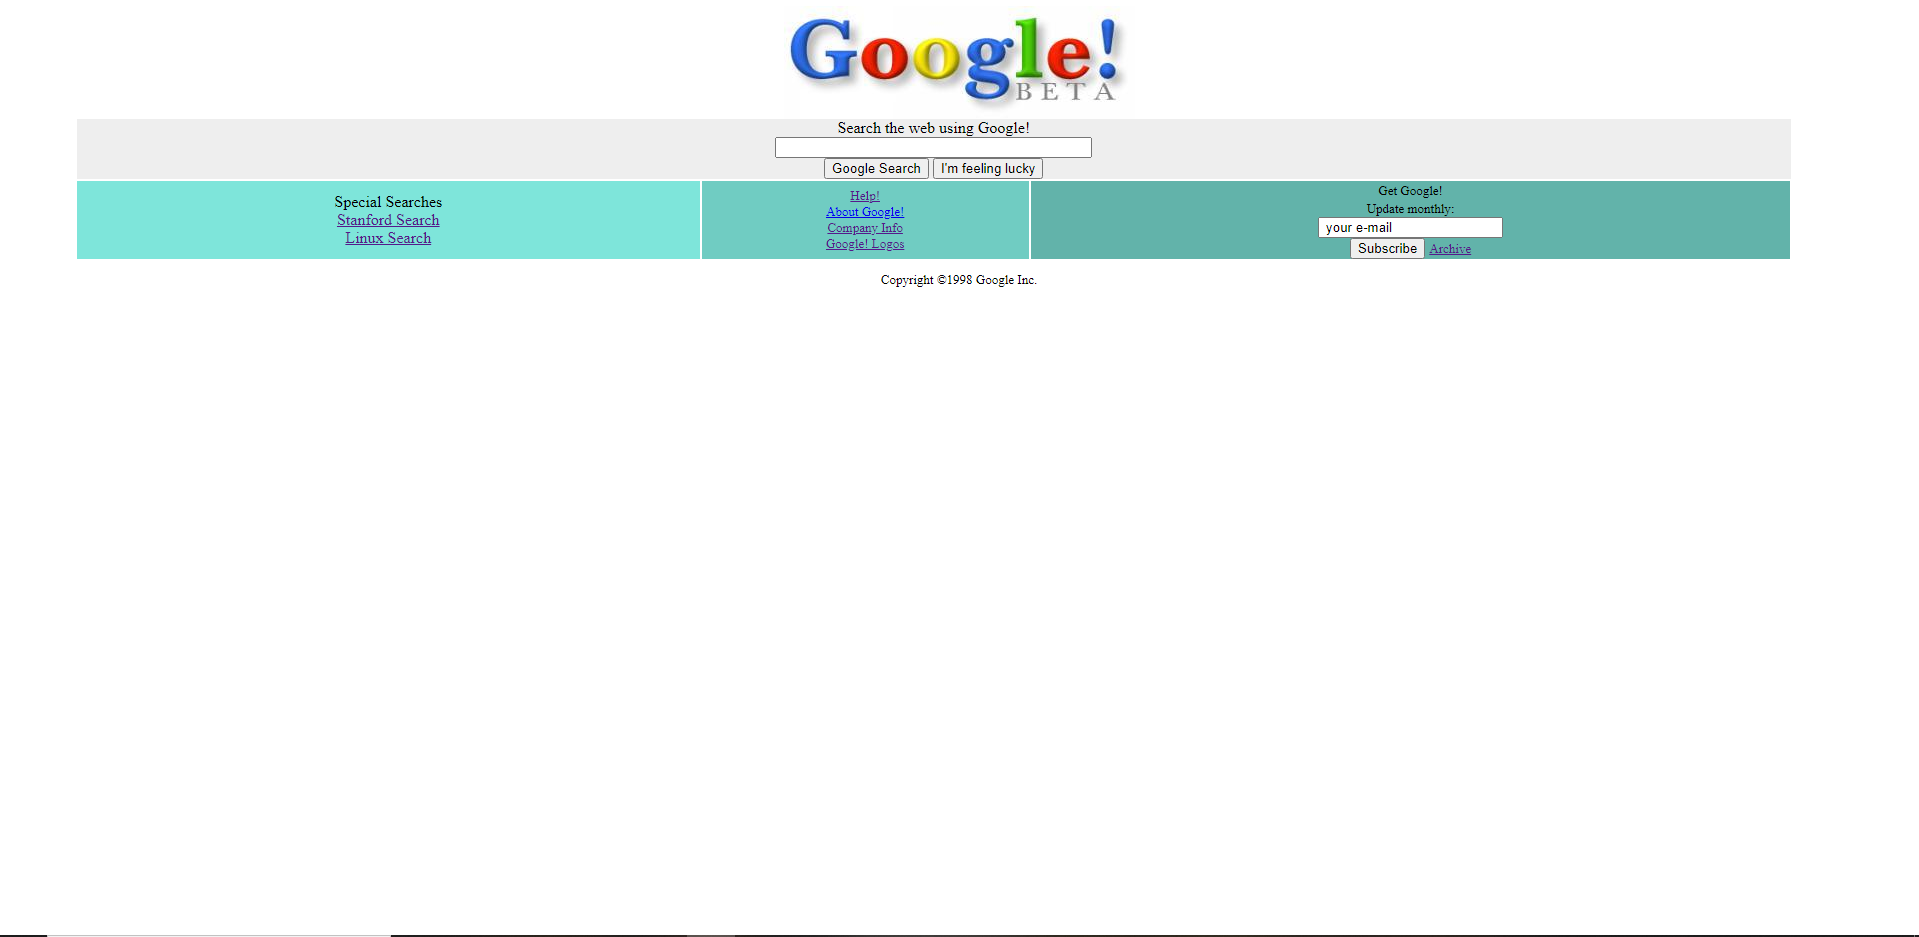 Google!
BETA
Search the web using Google!
Google Search I'm feeling lucky
Special Searches
Stanford Search
Linux Search
Help!
About Google!
Company Info
Google! Logos
Get Google!
Update monthly:
your e-mail
Subscribe Archive
Copyright ©1998 Google Inc.